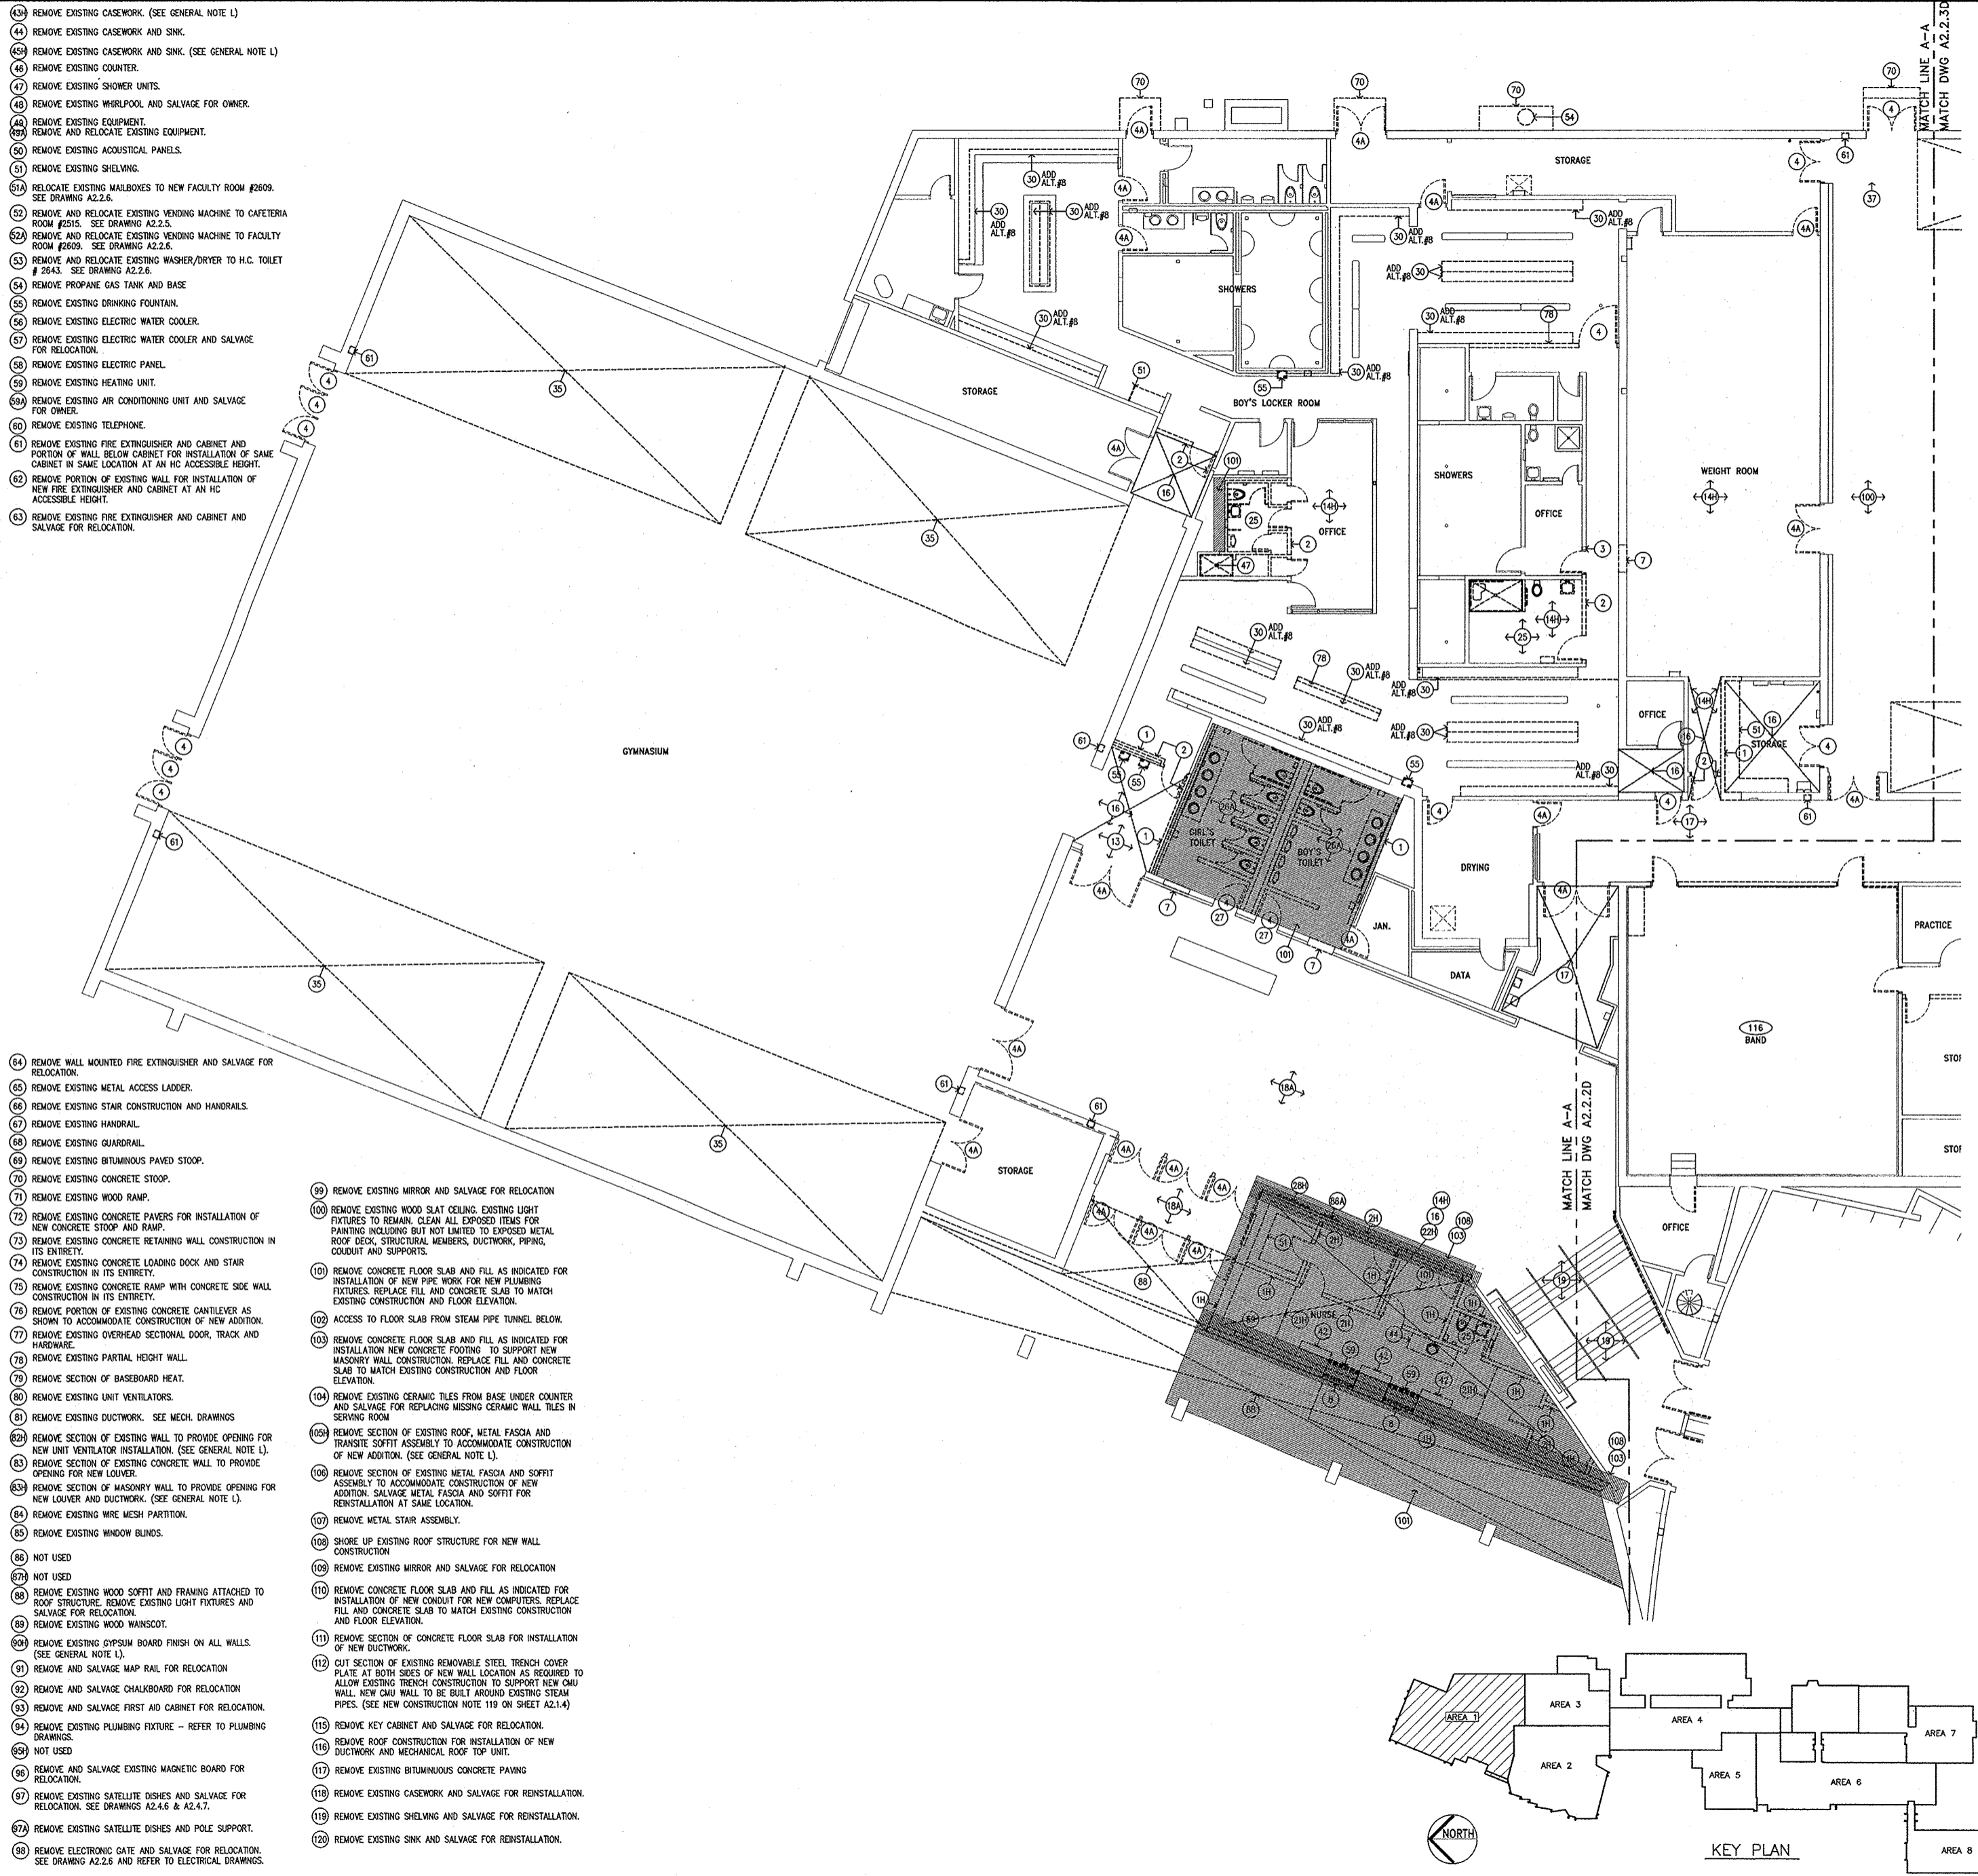 43H REMOVE EXISTING CASEWORK. (SEE GENERAL NOTE L)
44 REMOVE EXISTING CASEWORK AND SINK.
45H REMOVE EXISTING CASEWORK AND SINK. (SEE GENERAL NOTE L)
46 REMOVE EXISTING COUNTER.
47 REMOVE EXISTING SHOWER UNITS.
48 REMOVE EXISTING WHIRLPOOL AND SALVAGE FOR OWNER.
49 REMOVE EXISTING EQUIPMENT.
49A REMOVE AND RELOCATE EXISTING EQUIPMENT.
50 REMOVE EXISTING ACOUSTICAL PANELS.
51 REMOVE EXISTING SHELVING.
51A RELOCATE EXISTING MAILBOXES TO NEW FACULTY ROOM #2609.
SEE DRAWING A2.2.6.
52 REMOVE AND RELOCATE EXISTING VENDING MACHINE TO CAFETERIA
ROOM #2515. SEE DRAWING A2.2.5.
52A REMOVE AND RELOCATE EXISTING VENDING MACHINE TO FACULTY
ROOM #2609. SEE DRAWING A2.2.6.
53 REMOVE AND RELOCATE EXISTING WASHER/DRYER TO H.C. TOILET
# 2643. SEE DRAWING A2.2.6.
54 REMOVE PROPANE GAS TANK AND BASE
55 REMOVE EXISTING DRINKING FOUNTAIN.
56 REMOVE EXISTING ELECTRIC WATER COOLER.
57 REMOVE EXISTING ELECTRIC WATER COOLER AND SALVAGE
FOR RELOCATION.
58 REMOVE EXISTING ELECTRIC PANEL.
59 REMOVE EXISTING HEATING UNIT.
59A REMOVE EXISTING AIR CONDITIONING UNIT AND SALVAGE
FOR OWNER.
60 REMOVE EXISTING TELEPHONE.
61 REMOVE EXISTING FIRE EXTINGUISHER AND CABINET AND
PORTION OF WALL BELOW CABINET FOR INSTALLATION OF SAME
CABINET IN SAME LOCATION AT AN HC ACCESSIBLE HEIGHT.
62 REMOVE PORTION OF EXISTING WALL FOR INSTALLATION OF
NEW FIRE EXTINGUISHER AND CABINET AT AN HC
ACCESSIBLE HEIGHT.
63 REMOVE EXISTING FIRE EXTINGUISHER AND CABINET AND
SALVAGE FOR RELOCATION.
64 REMOVE WALL MOUNTED FIRE EXTINGUISHER AND SALVAGE FOR
RELOCATION.
65 REMOVE EXISTING METAL ACCESS LADDER.
66 REMOVE EXISTING STAIR CONSTRUCTION AND HANDRAILS.
67 REMOVE EXISTING HANDRAIL.
68 REMOVE EXISTING GUARDRAIL.
69 REMOVE EXISTING BITUMINOUS PAVED STOOP.
70 REMOVE EXISTING CONCRETE STOOP.
71 REMOVE EXISTING WOOD RAMP.
72 REMOVE EXISTING CONCRETE PAVERS FOR INSTALLATION OF
NEW CONCRETE STOOP AND RAMP.
73 REMOVE EXISTING CONCRETE RETAINING WALL CONSTRUCTION IN
ITS ENTIRETY.
74 REMOVE EXISTING CONCRETE LOADING DOCK AND STAIR
CONSTRUCTION IN ITS ENTIRETY.
75 REMOVE EXISTING CONCRETE RAMP WITH CONCRETE SIDE WALL
CONSTRUCTION IN ITS ENTIRETY.
76 REMOVE PORTION OF EXISTING CONCRETE CANTILEVER AS
SHOWN TO ACCOMMODATE CONSTRUCTION OF NEW ADDITION.
77 REMOVE EXISTING OVERHEAD SECTIONAL DOOR, TRACK AND
HARDWARE.
78 REMOVE EXISTING PARTIAL HEIGHT WALL.
79 REMOVE SECTION OF BASEBOARD HEAT.
80 REMOVE EXISTING UNIT VENTILATORS.
81 REMOVE EXISTING DUCTWORK. SEE MECH. DRAWINGS
82H REMOVE SECTION OF EXISTING WALL TO PROVIDE OPENING FOR
NEW UNIT VENTILATOR INSTALLATION. (SEE GENERAL NOTE L).
83 REMOVE SECTION OF EXISTING CONCRETE WALL TO PROVIDE
OPENING FOR NEW LOUVER.
83H REMOVE SECTION OF MASONRY WALL TO PROVIDE OPENING FOR
NEW LOUVER AND DUCTWORK. (SEE GENERAL NOTE L).
84 REMOVE EXISTING WIRE MESH PARTITION.
85 REMOVE EXISTING WINDOW BLINDS.
86 NOT USED
87H NOT USED
88 REMOVE EXISTING WOOD SOFFIT AND FRAMING ATTACHED TO
ROOF STRUCTURE. REMOVE EXISTING LIGHT FIXTURES AND
SALVAGE FOR RELOCATION.
89 REMOVE EXISTING WOOD WAINSCOT.
90H REMOVE EXISTING GYPSUM BOARD FINISH ON ALL WALLS.
(SEE GENERAL NOTE L).
91 REMOVE AND SALVAGE MAP RAIL FOR RELOCATION
92 REMOVE AND SALVAGE CHALKBOARD FOR RELOCATION
93 REMOVE AND SALVAGE FIRST AID CABINET FOR RELOCATION.
94 REMOVE EXISTING PLUMBING FIXTURE – REFER TO PLUMBING
DRAWINGS.
95H NOT USED
96 REMOVE AND SALVAGE EXISTING MAGNETIC BOARD FOR
RELOCATION.
97 REMOVE EXISTING SATELLITE DISHES AND SALVAGE FOR
RELOCATION. SEE DRAWINGS A2.4.6 & A2.4.7.
97A REMOVE EXISTING SATELLITE DISHES AND POLE SUPPORT.
98 REMOVE ELECTRONIC GATE AND SALVAGE FOR RELOCATION.
SEE DRAWING A2.2.6 AND REFER TO ELECTRICAL DRAWINGS.
99 REMOVE EXISTING MIRROR AND SALVAGE FOR RELOCATION
100 REMOVE EXISTING WOOD SLAT CEILING. EXISTING LIGHT
FIXTURES TO REMAIN. CLEAN ALL EXPOSED ITEMS FOR
PAINTING INCLUDING BUT NOT LIMITED TO EXPOSED METAL
ROOF DECK, STRUCTURAL MEMBERS, DUCTWORK, PIPING,
COUDUIT AND SUPPORTS.
101 REMOVE CONCRETE FLOOR SLAB AND FILL AS INDICATED FOR
INSTALLATION OF NEW PIPE WORK FOR NEW PLUMBING
FIXTURES. REPLACE FILL AND CONCRETE SLAB TO MATCH
EXISTING CONSTRUCTION AND FLOOR ELEVATION.
102 ACCESS TO FLOOR SLAB FROM STEAM PIPE TUNNEL BELOW.
103 REMOVE CONCRETE FLOOR SLAB AND FILL AS INDICATED FOR
INSTALLATION NEW CONCRETE FOOTING TO SUPPORT NEW
MASONRY WALL CONSTRUCTION. REPLACE FILL AND CONCRETE
SLAB TO MATCH EXISTING CONSTRUCTION AND FLOOR
ELEVATION.
104 REMOVE EXISTING CERAMIC TILES FROM BASE UNDER COUNTER
AND SALVAGE FOR REPLACING MISSING CERAMIC WALL TILES IN
SERVING ROOM
105H REMOVE SECTION OF EXISTING ROOF, METAL FASCIA AND
TRANSITE SOFFIT ASSEMBLY TO ACCOMMODATE CONSTRUCTION
OF NEW ADDITION. (SEE GENERAL NOTE L).
106 REMOVE SECTION OF EXISTING METAL FASCIA AND SOFFIT
ASSEMBLY TO ACCOMMODATE CONSTRUCTION OF NEW
ADDITION. SALVAGE METAL FASCIA AND SOFFIT FOR
REINSTALLATION AT SAME LOCATION.
107 REMOVE METAL STAIR ASSEMBLY.
108 SHORE UP EXISTING ROOF STRUCTURE FOR NEW WALL
CONSTRUCTION
109 REMOVE EXISTING MIRROR AND SALVAGE FOR RELOCATION
110 REMOVE CONCRETE FLOOR SLAB AND FILL AS INDICATED FOR
INSTALLATION OF NEW CONDUIT FOR NEW COMPUTERS. REPLACE
FILL AND CONCRETE SLAB TO MATCH EXISTING CONSTRUCTION
AND FLOOR ELEVATION.
111 REMOVE SECTION OF CONCRETE FLOOR SLAB FOR INSTALLATION
OF NEW DUCTWORK.
112 CUT SECTION OF EXISTING REMOVABLE STEEL TRENCH COVER
PLATE AT BOTH SIDES OF NEW WALL LOCATION AS REQUIRED TO
ALLOW EXISTING TRENCH CONSTRUCTION TO SUPPORT NEW CMU
WALL. NEW CMU WALL TO BE BUILT AROUND EXISTING STEAM
PIPES. (SEE NEW CONSTRUCTION NOTE 119 ON SHEET A2.1.4)
115 REMOVE KEY CABINET AND SALVAGE FOR RELOCATION.
116 REMOVE ROOF CONSTRUCTION FOR INSTALLATION OF NEW
DUCTWORK AND MECHANICAL ROOF TOP UNIT.
117 REMOVE EXISTING BITUMINUOUS CONCRETE PAVING
118 REMOVE EXISTING CASEWORK AND SALVAGE FOR REINSTALLATION.
119 REMOVE EXISTING SHELVING AND SALVAGE FOR REINSTALLATION.
120 REMOVE EXISTING SINK AND SALVAGE FOR REINSTALLATION.
MATCH LINE A-A
MATCH DWG A2.2.3D
STORAGE
SHOWERS
STORAGE
BOY'S LOCKER ROOM
SHOWERS
WEIGHT ROOM
OFFICE
OFFICE
OFFICE
STORAGE
GYMNASIUM
GIRL'S
TOILET
BOY'S
TOILET
DRYING
JAN.
DATA
PRACTICE
116
BAND
STOR
STOR
MATCH LINE A-A
MATCH DWG A2.2.2D
STORAGE
OFFICE
NURSE
30 ADD
ALT.#8
AREA 1
AREA 2
AREA 3
AREA 4
AREA 5
AREA 6
AREA 7
AREA 8
NORTH
KEY PLAN